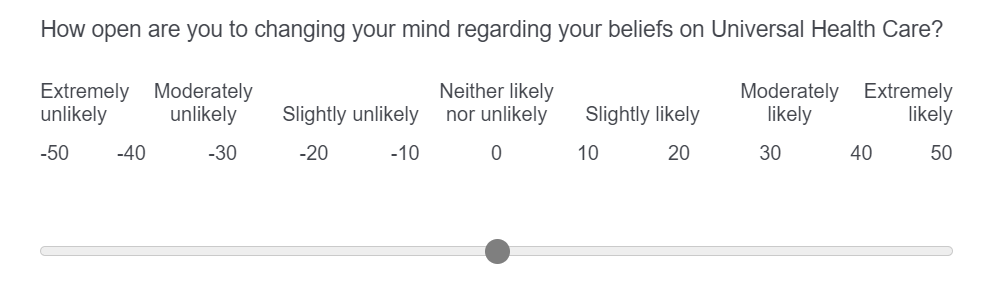 How open are you to changing your mind regarding your beliefs on Universal Health Care?
Extremely Moderately Neither likely Moderately Extremely
unlikely unlikely Slightly unlikely nor unlikely Slightly likely likely likely
-50 -40 -30 -20 -10 0 10 20 30 40 50